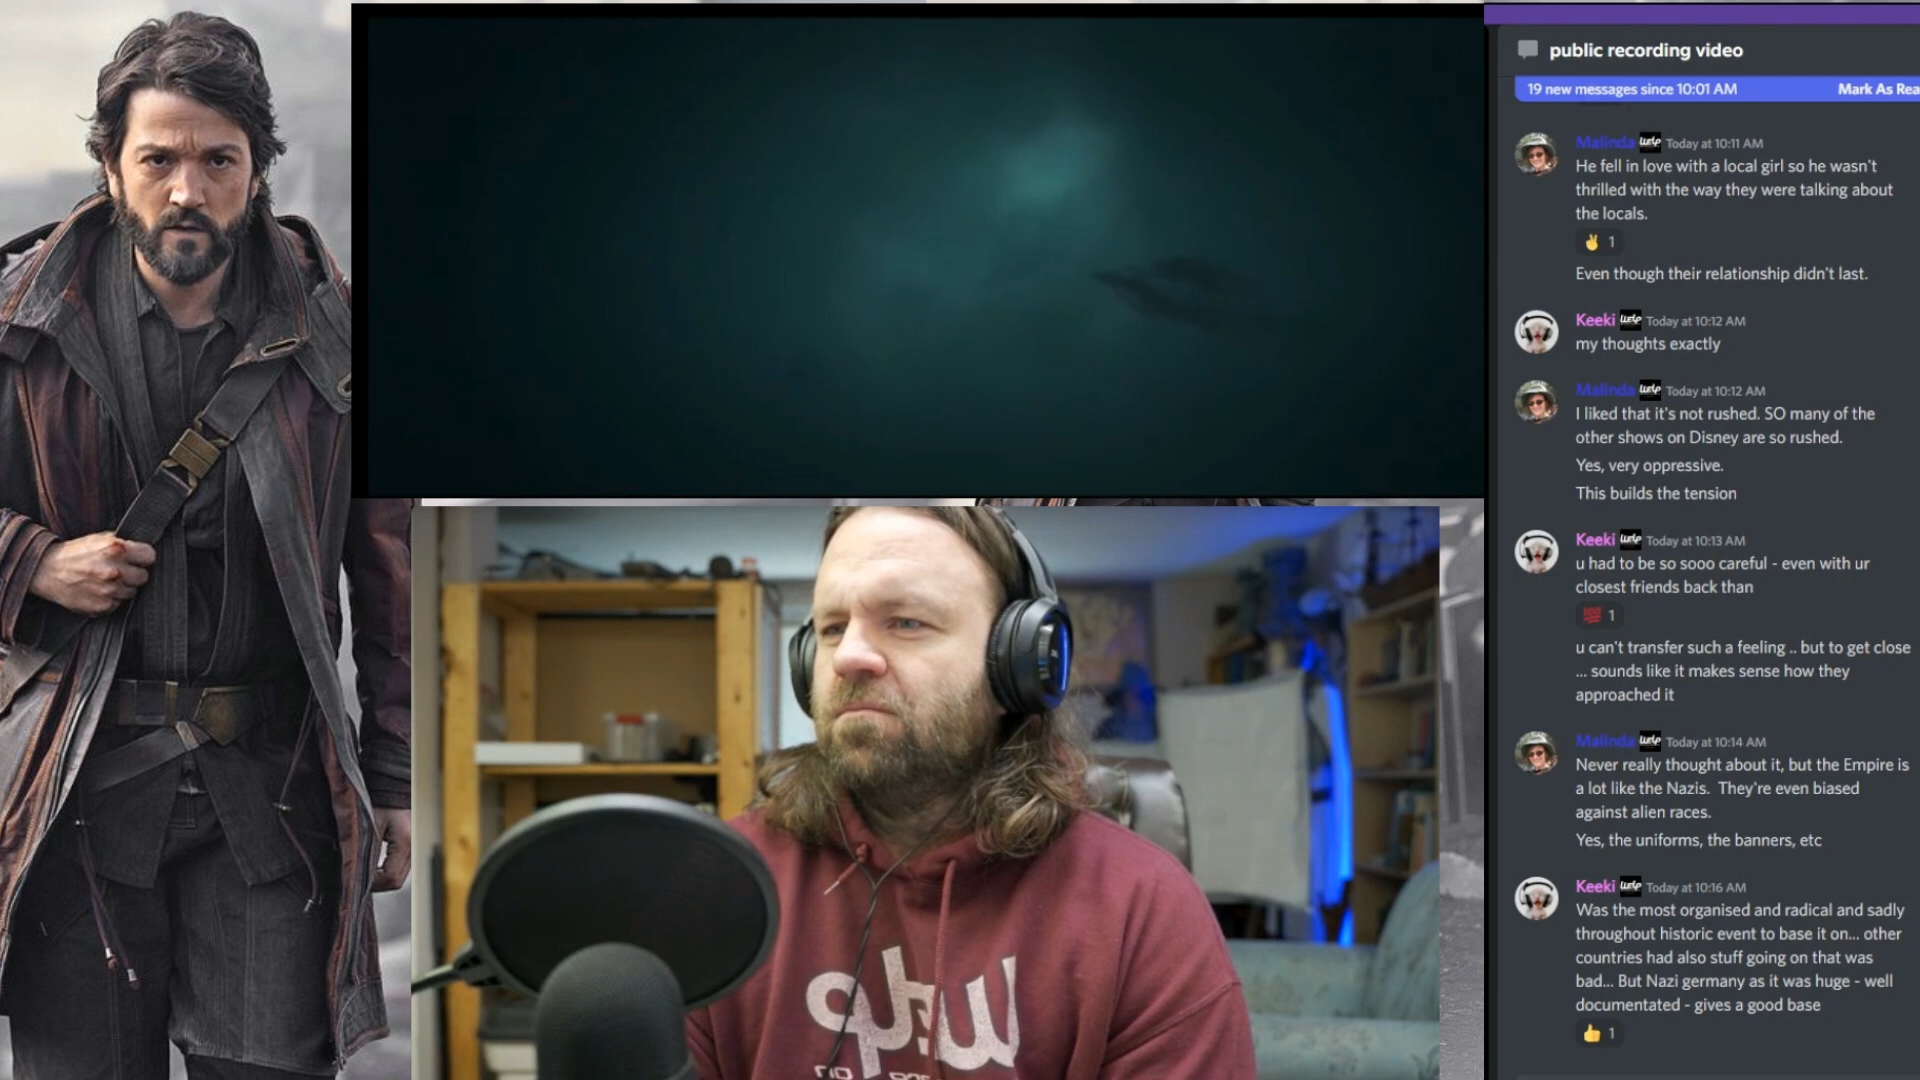 public recording video
19 new messages since 10:01 AM Mark As Rea
Malinda welp Today at 10:11 AM
He fell in love with a local girl so he wasn't
thrilled with the way they were talking about
the locals.
1
Even though their relationship didn't last.
Keeki welp Today at 10:12 AM
my thoughts exactly
Malinda welp Today at 10:12 AM
I liked that it's not rushed. SO many of the
other shows on Disney are so rushed.
Yes, very oppressive.
This builds the tension
Keeki welp Today at 10:13 AM
u had to be so sooo careful - even with ur
closest friends back than
1
u can't transfer such a feeling .. but to get close
... sounds like it makes sense how they
approached it
Malinda welp Today at 10:14 AM
Never really thought about it, but the Empire is
a lot like the Nazis. They're even biased
against alien races.
Yes, the uniforms, the banners, etc
Keeki welp Today at 10:16 AM
Was the most organised and radical and sadly
throughout historic event to base it on... other
countries had also stuff going on that was
bad... But Nazi germany as it was huge - well
documentated - gives a good base
1